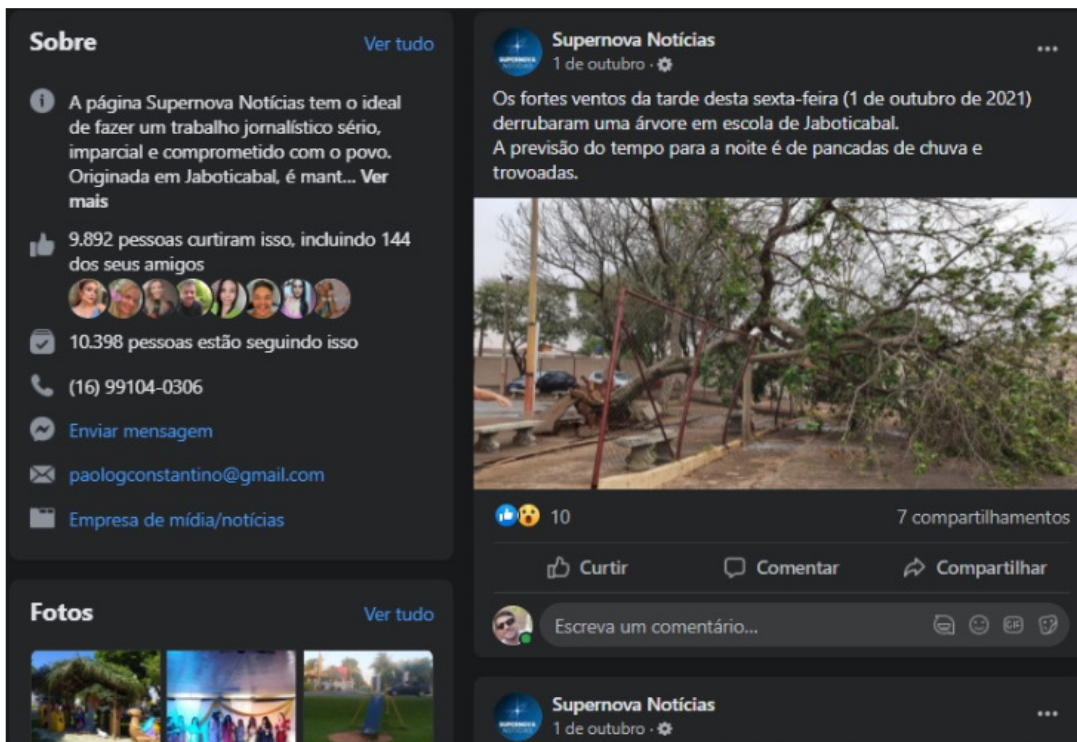 Sobre
Ver tudo
A página Supernova Notícias tem o ideal
de fazer um trabalho jornalístico sério,
imparcial e comprometido com o povo.
Originada em Jaboticabal, é mant... Ver
mais
9.892 pessoas curtiram isso, incluindo 144
dos seus amigos
10.398 pessoas estão seguindo isso
(16) 99104-0306
Enviar mensagem
paologconstantino@gmail.com
Empresa de mídia/notícias
Fotos
Ver tudo
SUPERNOVA
NOTÍCIAS
Supernova Notícias
1 de outubro ·
Os fortes ventos da tarde desta sexta-feira (1 de outubro de 2021)
derrubaram uma árvore em escola de Jaboticabal.
A previsão do tempo para a noite é de pancadas de chuva e
trovoadas.
10
7 compartilhamentos
Curtir
Comentar
Compartilhar
Escreva um comentário...
GIF
SUPERNOVA
NOTÍCIAS
Supernova Notícias
1 de outubro ·